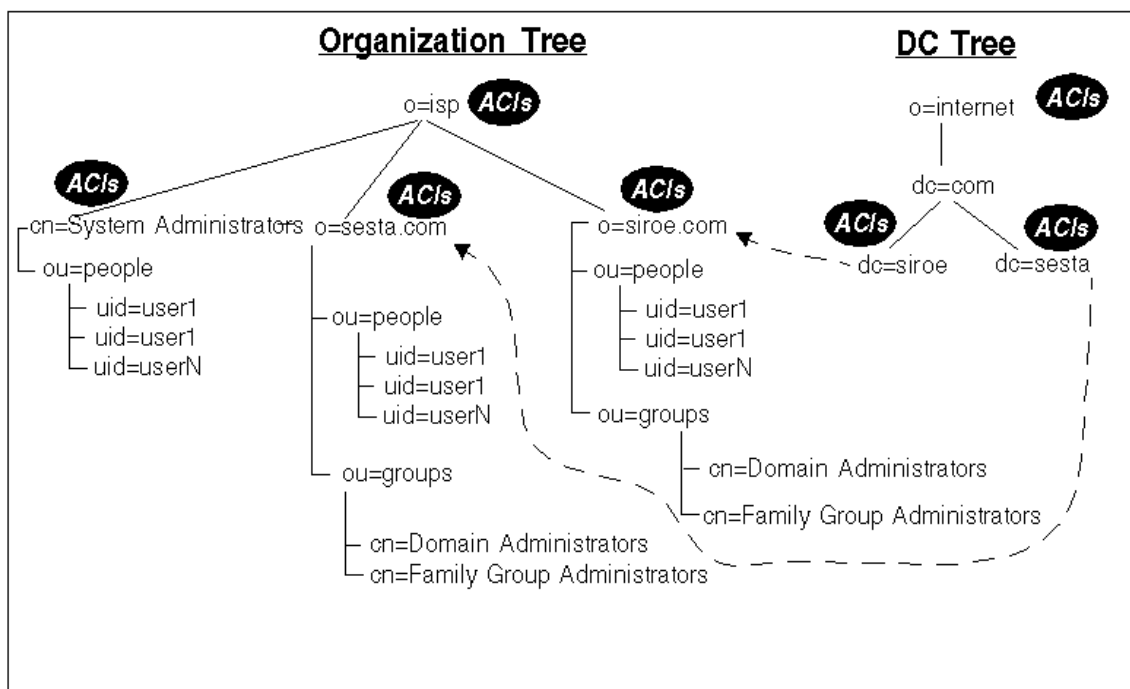 Organization Tree
DC Tree
o=isp
ACIs
o=internet
ACIs
ACIs
ACIs
ACIs
dc=com
ACIs
ACIs
cn=System Administrators
o=sesta.com
o=siroe.com
dc=siroe
dc=sesta
ou=people
uid=user1
uid=user1
uid=userN
ou=people
uid=user1
uid=user1
uid=userN
ou=groups
cn=Domain Administrators
cn=Family Group Administrators
ou=people
uid=user1
uid=user1
uid=userN
ou=groups
cn=Domain Administrators
cn=Family Group Administrators